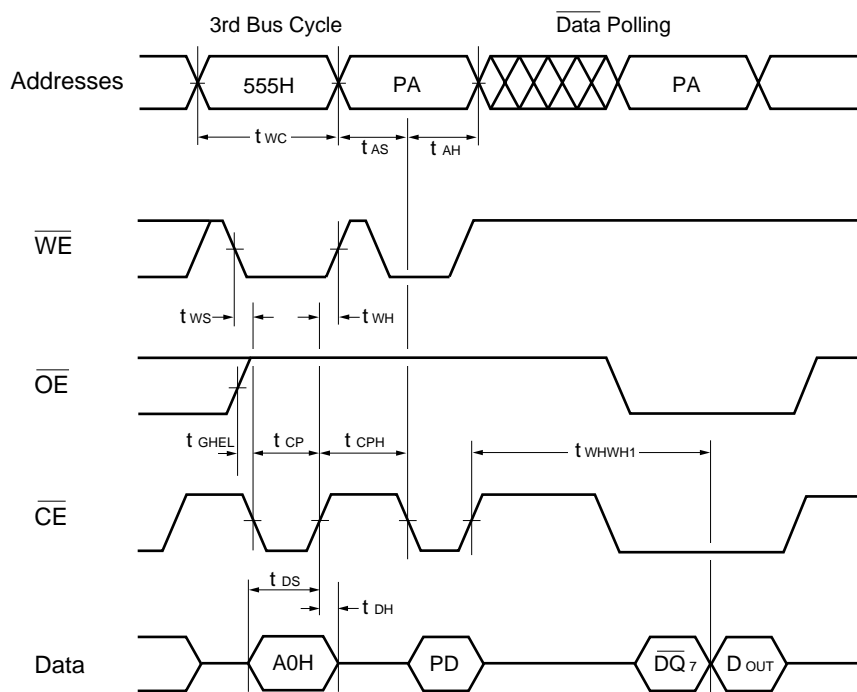 3rd Bus Cycle Data Polling
Addresses 555H PA PA
t WC t AS t AH
WE
t WS t WH
OE
t GHEL t CP t CPH t WHWH1
CE
t DS t DH
Data A0H PD DQ 7 D OUT